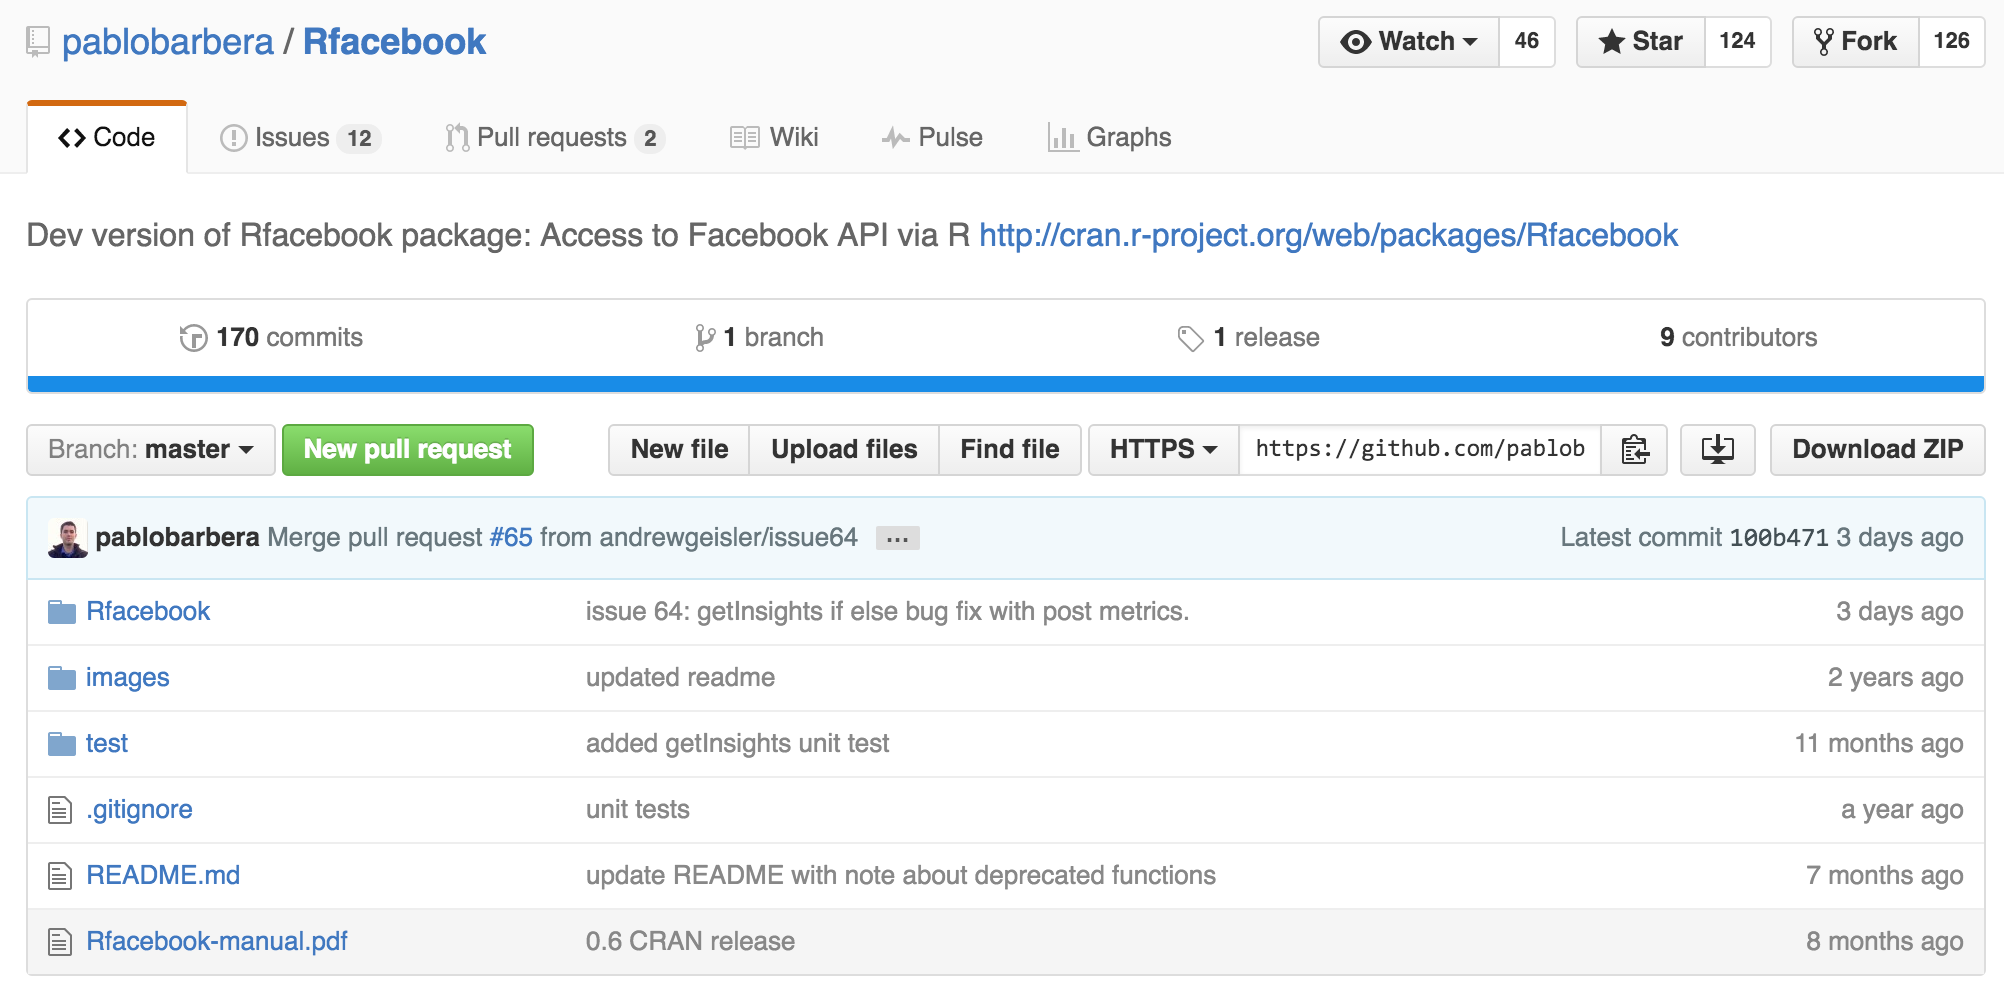 pablobarbera / Rfacebook
Watch 46 Star 124 Fork 126
Code Issues 12 Pull requests 2 Wiki Pulse Graphs
Dev version of Rfacebook package: Access to Facebook API via R http://cran.r-project.org/web/packages/Rfacebook
170 commits 1 branch 1 release 9 contributors
Branch: master New pull request New file Upload files Find file HTTPS https://github.com/pablob Download ZIP
pablobarbera Merge pull request #65 from andrewgeisler/issue64 ... Latest commit 100b471 3 days ago
Rfacebook issue 64: getInsights if else bug fix with post metrics. 3 days ago
images updated readme 2 years ago
test added getInsights unit test 11 months ago
.gitignore unit tests a year ago
README.md update README with note about deprecated functions 7 months ago
Rfacebook-manual.pdf 0.6 CRAN release 8 months ago